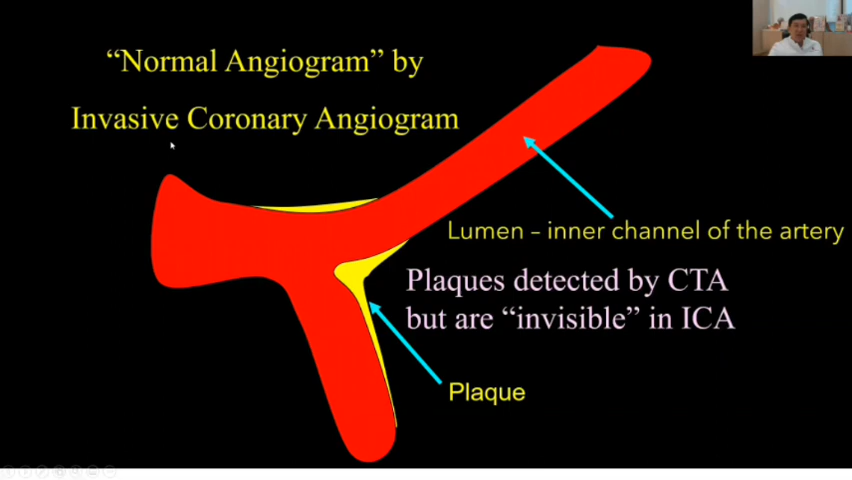 “Normal Angiogram” by
Invasive Coronary Angiogram
Lumen – inner channel of the artery
Plaques detected by CTA
but are “invisible” in ICA
Plaque